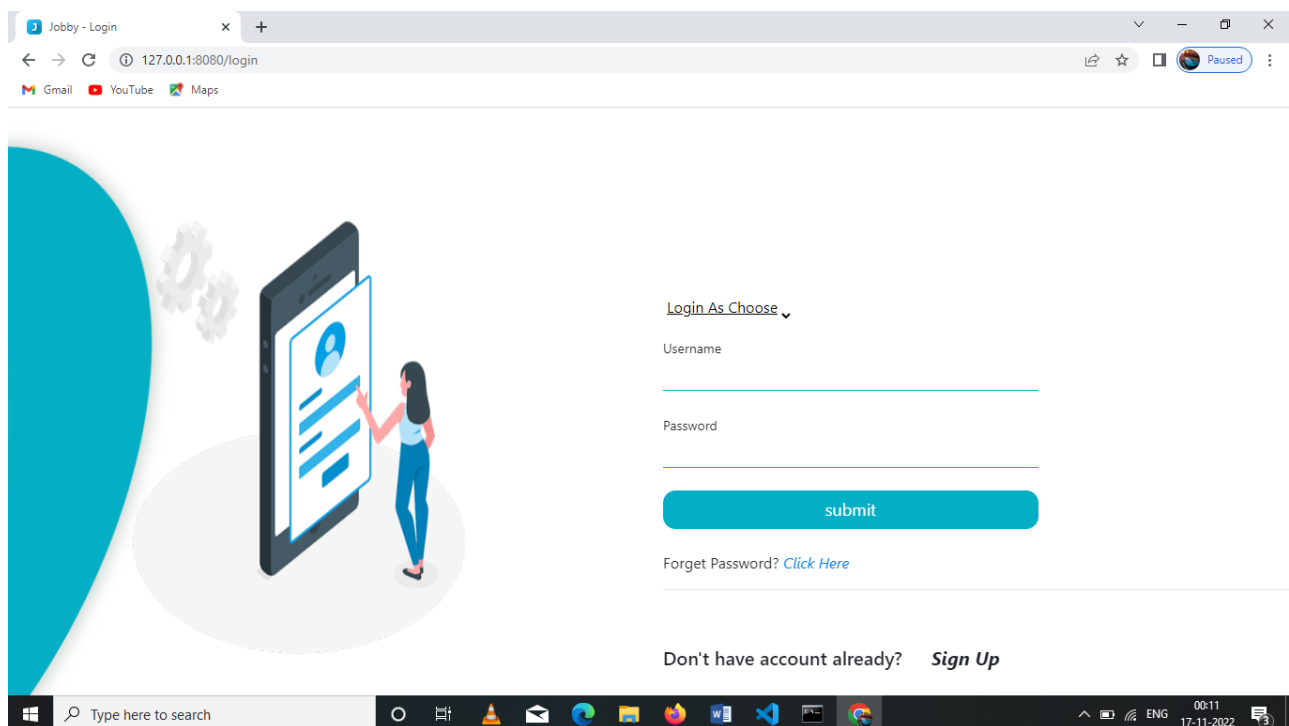 Jobby - Login
127.0.0.1:8080/login
Paused
Gmail YouTube Maps
Login As Choose
Username
Password
submit
Forget Password? Click Here
Don't have account already? Sign Up
Type here to search
ENG
00:11
17-11-2022
3